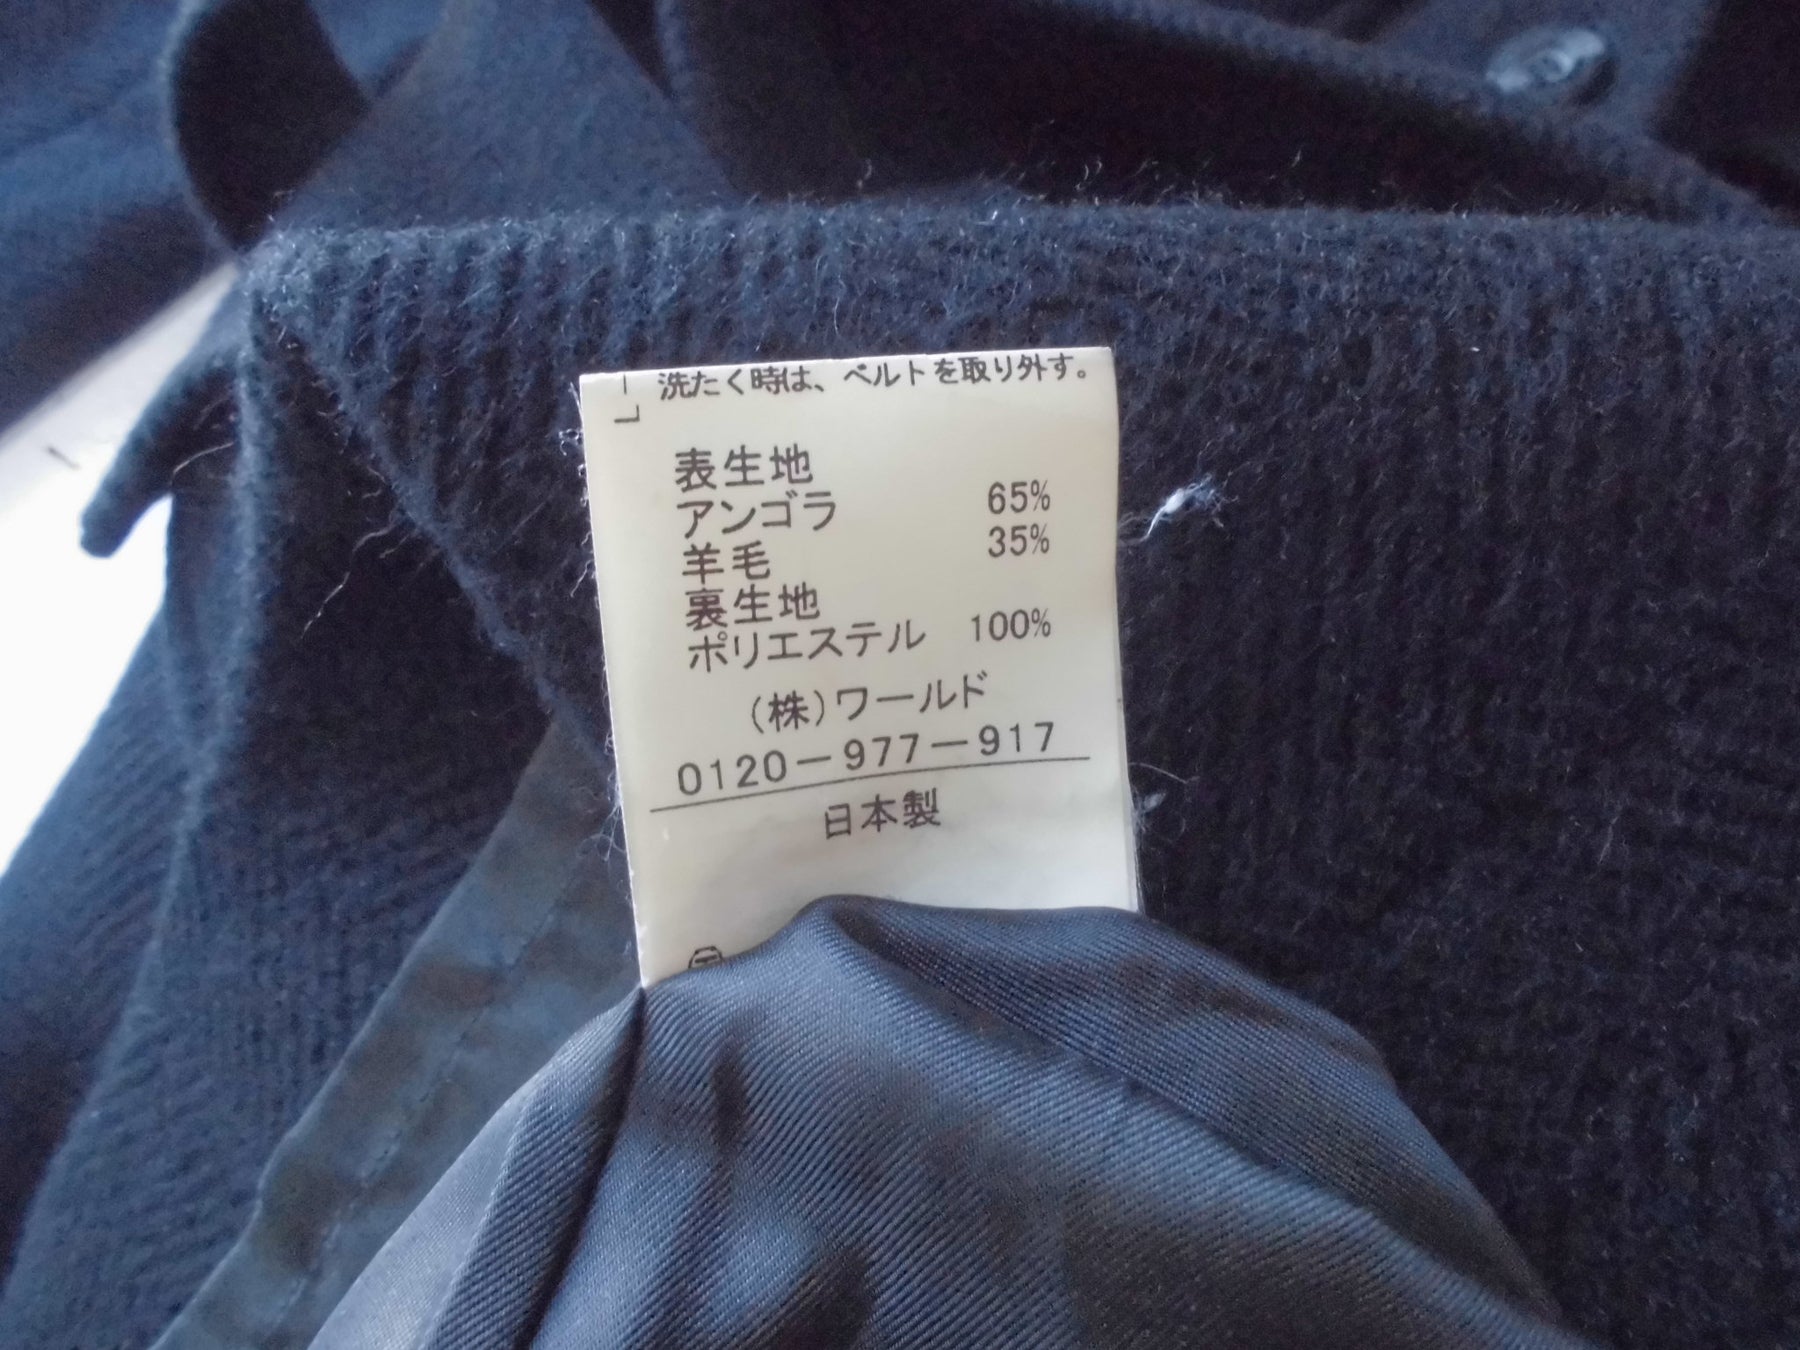 洗たく時は、ベルトを取り外す。
表生地
アンゴラ 65%
羊毛 35%
裏生地
ポリエステル 100%
(株)ワールド
0120-977-917
日本製